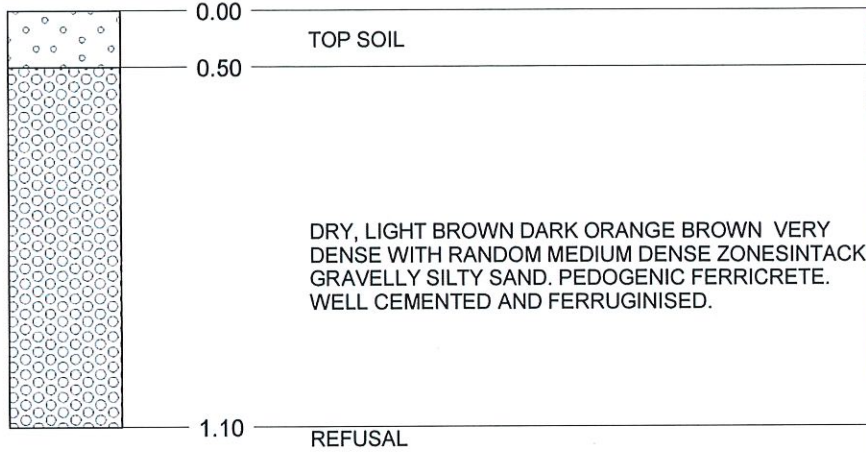 0.00
TOP SOIL
0.50
DRY, LIGHT BROWN DARK ORANGE BROWN VERY
DENSE WITH RANDOM MEDIUM DENSE ZONESINTACK
GRAVELLY SILTY SAND. PEDOGENIC FERRICRETE.
WELL CEMENTED AND FERRUGINISED.
1.10
REFUSAL